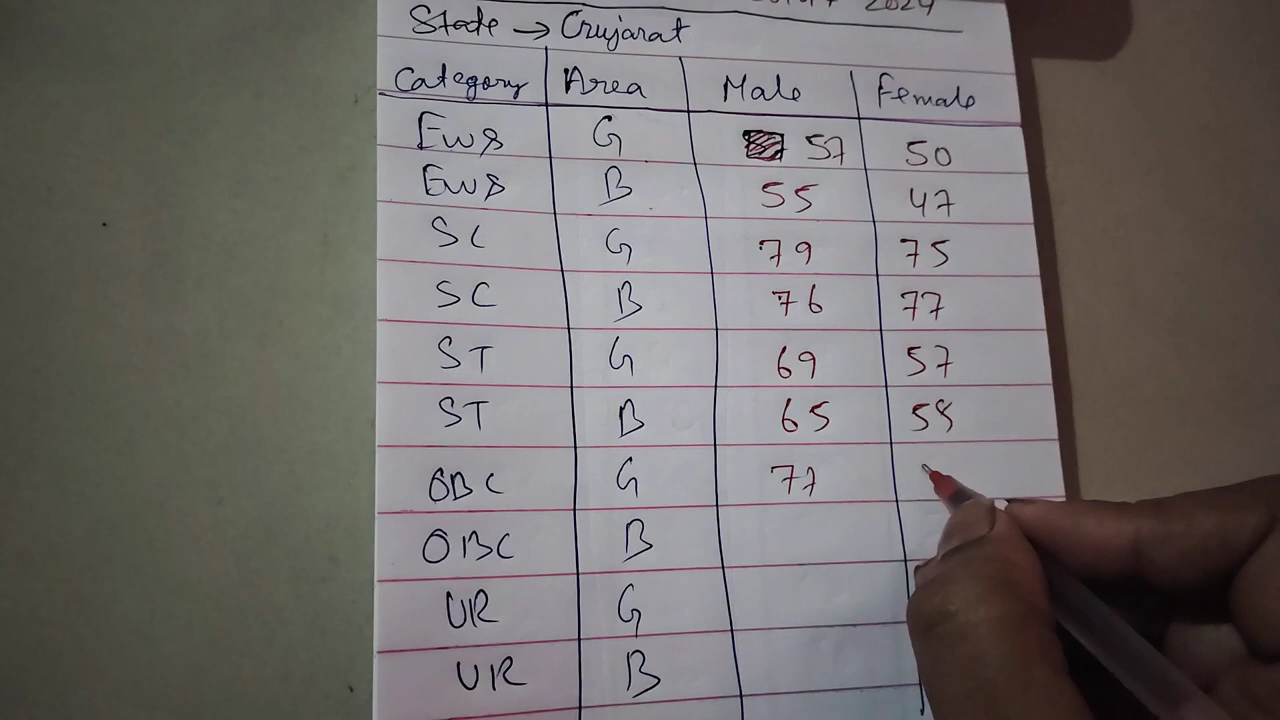 2024
State → Gujarat
Category Area Male Female
EWS G 57 50
EWS B 55 47
SC G 79 75
SC B 76 77
ST G 69 57
ST B 65 58
OBC G 77
OBC B
UR G
UR B